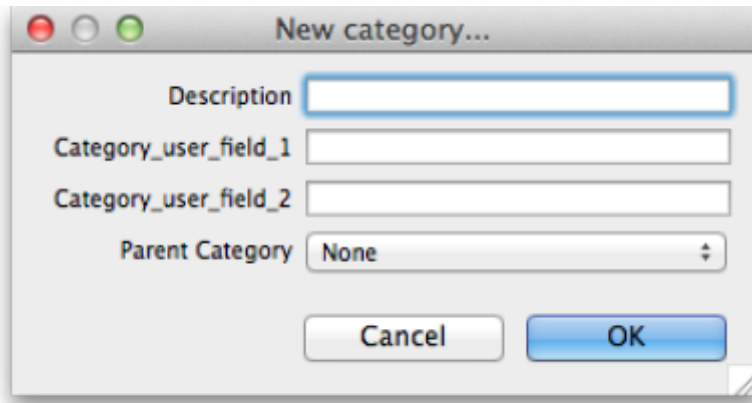 New category...
Description
Category_user_field_1
Category_user_field_2
Parent Category None
Cancel OK